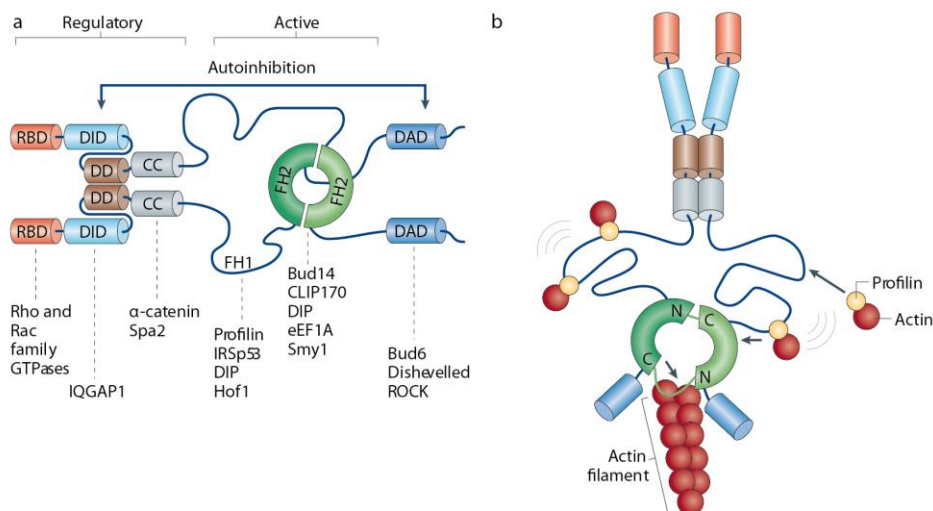 a
Regulatory
Active
Autoinhibition
RBD
DID
DD
CC
DD
CC
RBD
DID
FH2
FH2
DAD
DAD
FH1
Rho and
Rac
family
GTPases
IQGAP1
α-catenin
Spa2
Profilin
IRSp53
DIP
Hof1
Bud14
CLIP170
DIP
eEF1A
Smy1
Bud6
Dishevelled
ROCK
b
Profilin
Actin
N
C
C
N
Actin
filament